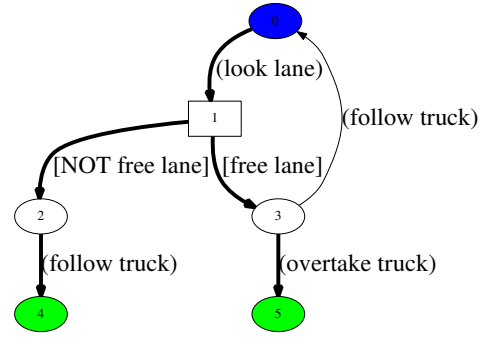 0
(look lane)
1
(follow truck)
[NOT free lane] [free lane]
2
3
(follow truck)
(overtake truck)
4
5